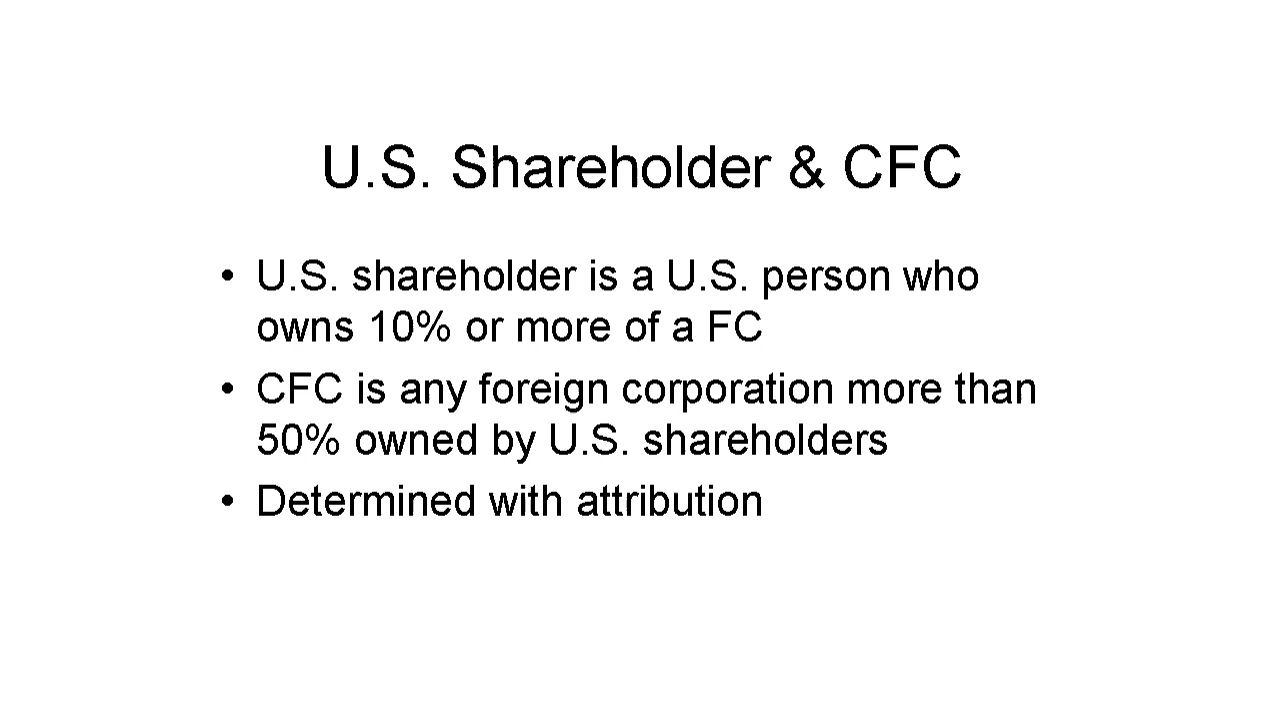 U.S. Shareholder & CFC
• U.S. shareholder is a U.S. person who
owns 10% or more of a FC
• CFC is any foreign corporation more than
50% owned by U.S. shareholders
• Determined with attribution